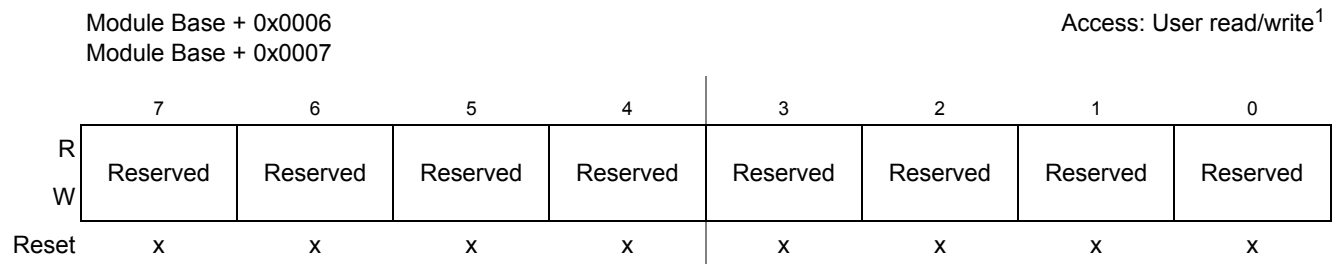 Module Base + 0x0006 Access: User read/write1
Module Base + 0x0007
7 6 5 4 3 2 1 0
R
Reserved Reserved Reserved Reserved Reserved Reserved Reserved Reserved
W
Reset x x x x x x x x